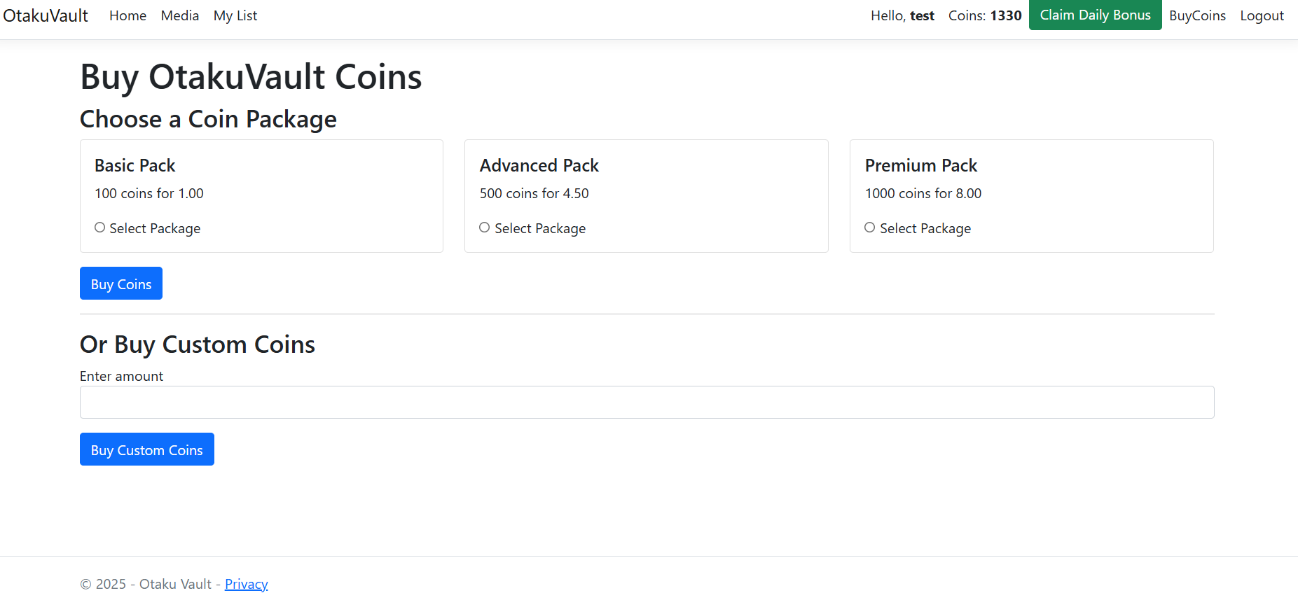 OtakuVault Home Media My List Hello, test Coins: 1330 Claim Daily Bonus BuyCoins Logout
Buy OtakuVault Coins
Choose a Coin Package
Basic Pack
100 coins for 1.00
Select Package
Advanced Pack
500 coins for 4.50
Select Package
Premium Pack
1000 coins for 8.00
Select Package
Buy Coins
Or Buy Custom Coins
Enter amount
Buy Custom Coins
© 2025 - Otaku Vault - Privacy